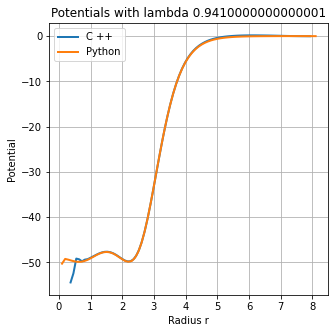 Potentials with lambda 0.9410000000000001
C ++
Python
0
−10
−20
−30
−40
−50
Potential
0 1 2 3 4 5 6 7 8
Radius r